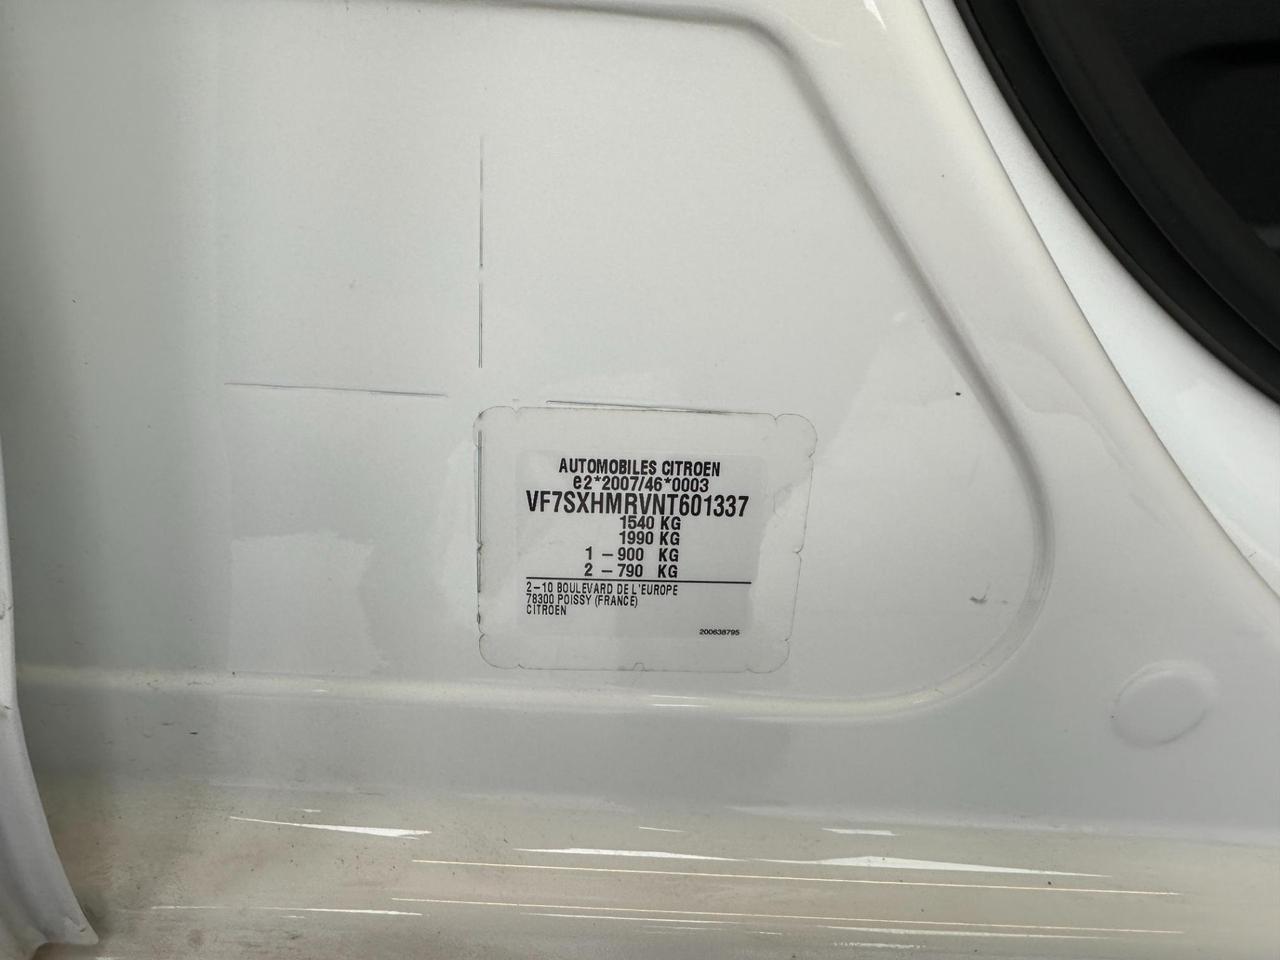 AUTOMOBILES CITROEN
e2*2007/46*0003
VF7SXHMRVNT601337
1540 KG
1990 KG
1 – 900 KG
2 – 790 KG
2–10 BOULEVARD DE L'EUROPE
78300 POISSY (FRANCE)
CITROEN
200638795